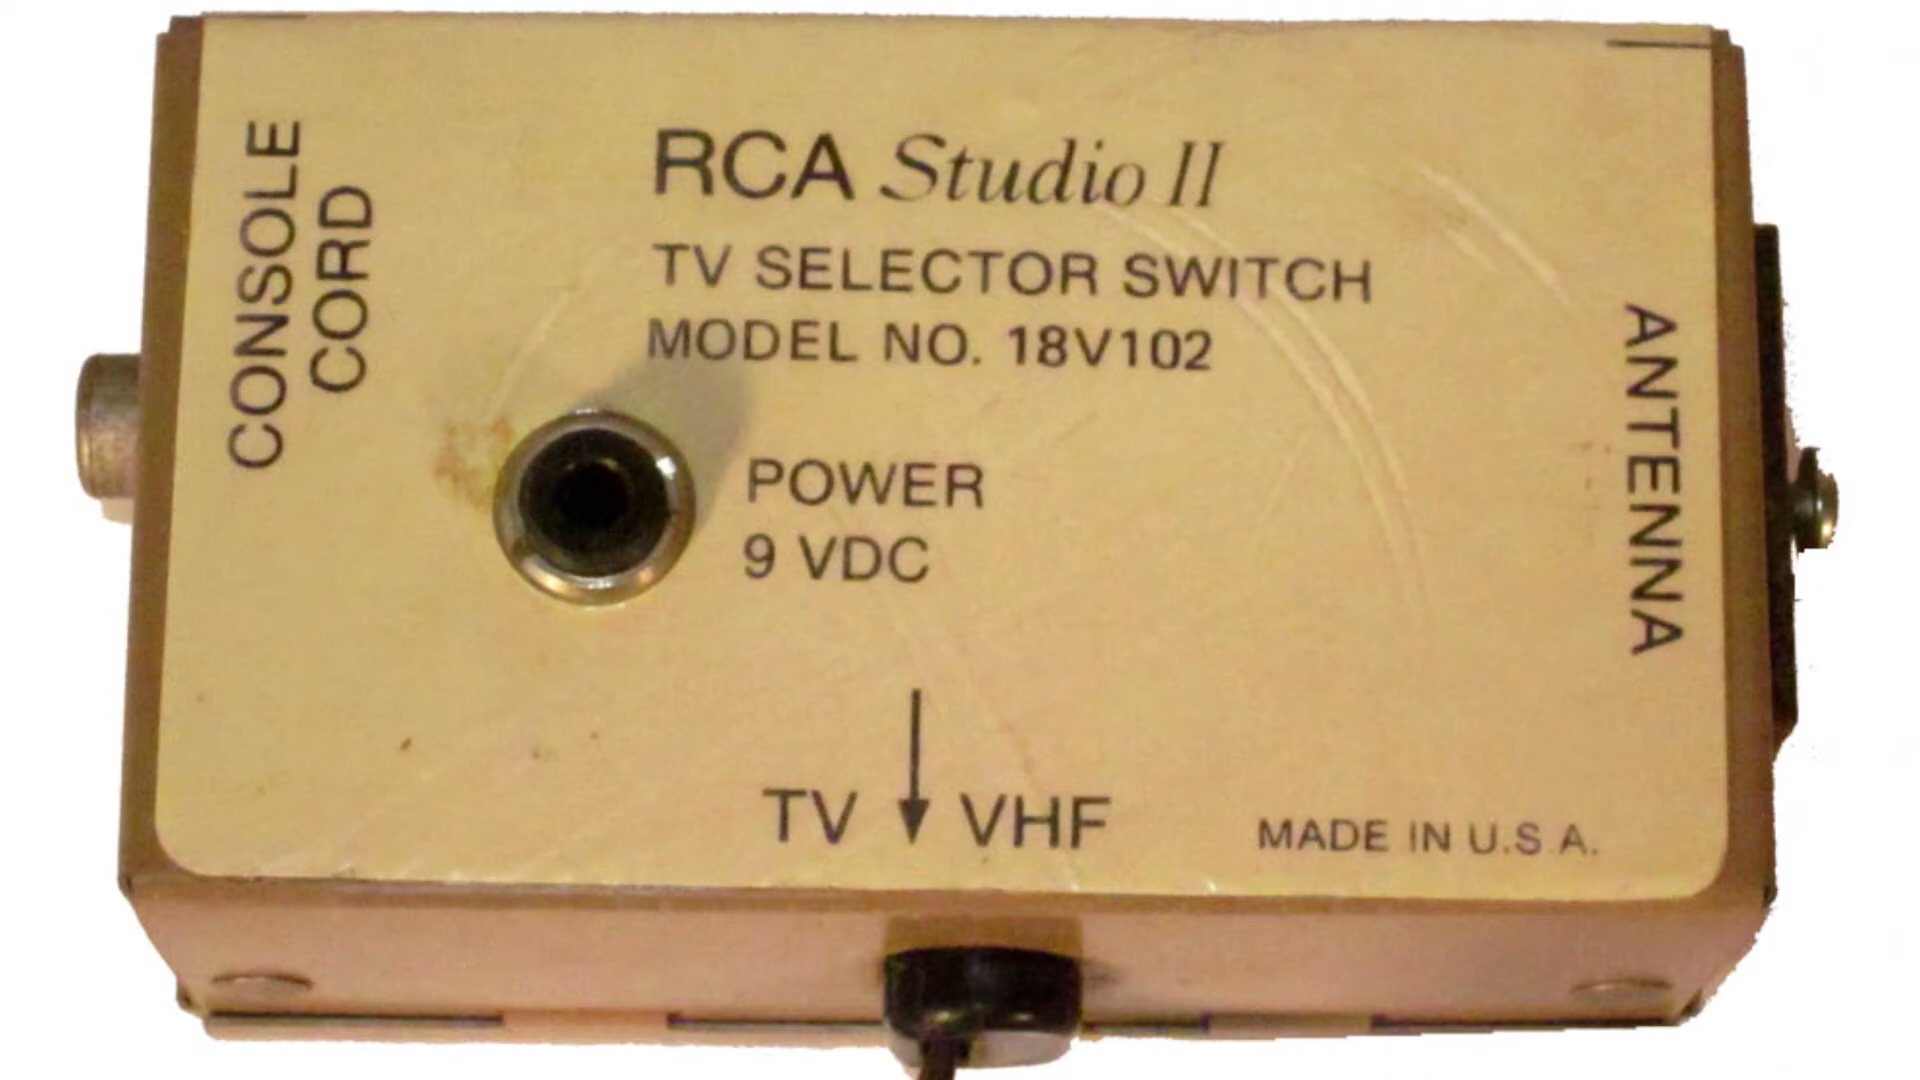 CONSOLE
CORD
RCA Studio II
TV SELECTOR SWITCH
MODEL NO. 18V102
POWER
9 VDC
ANTENNA
TV VHF
MADE IN U.S.A.